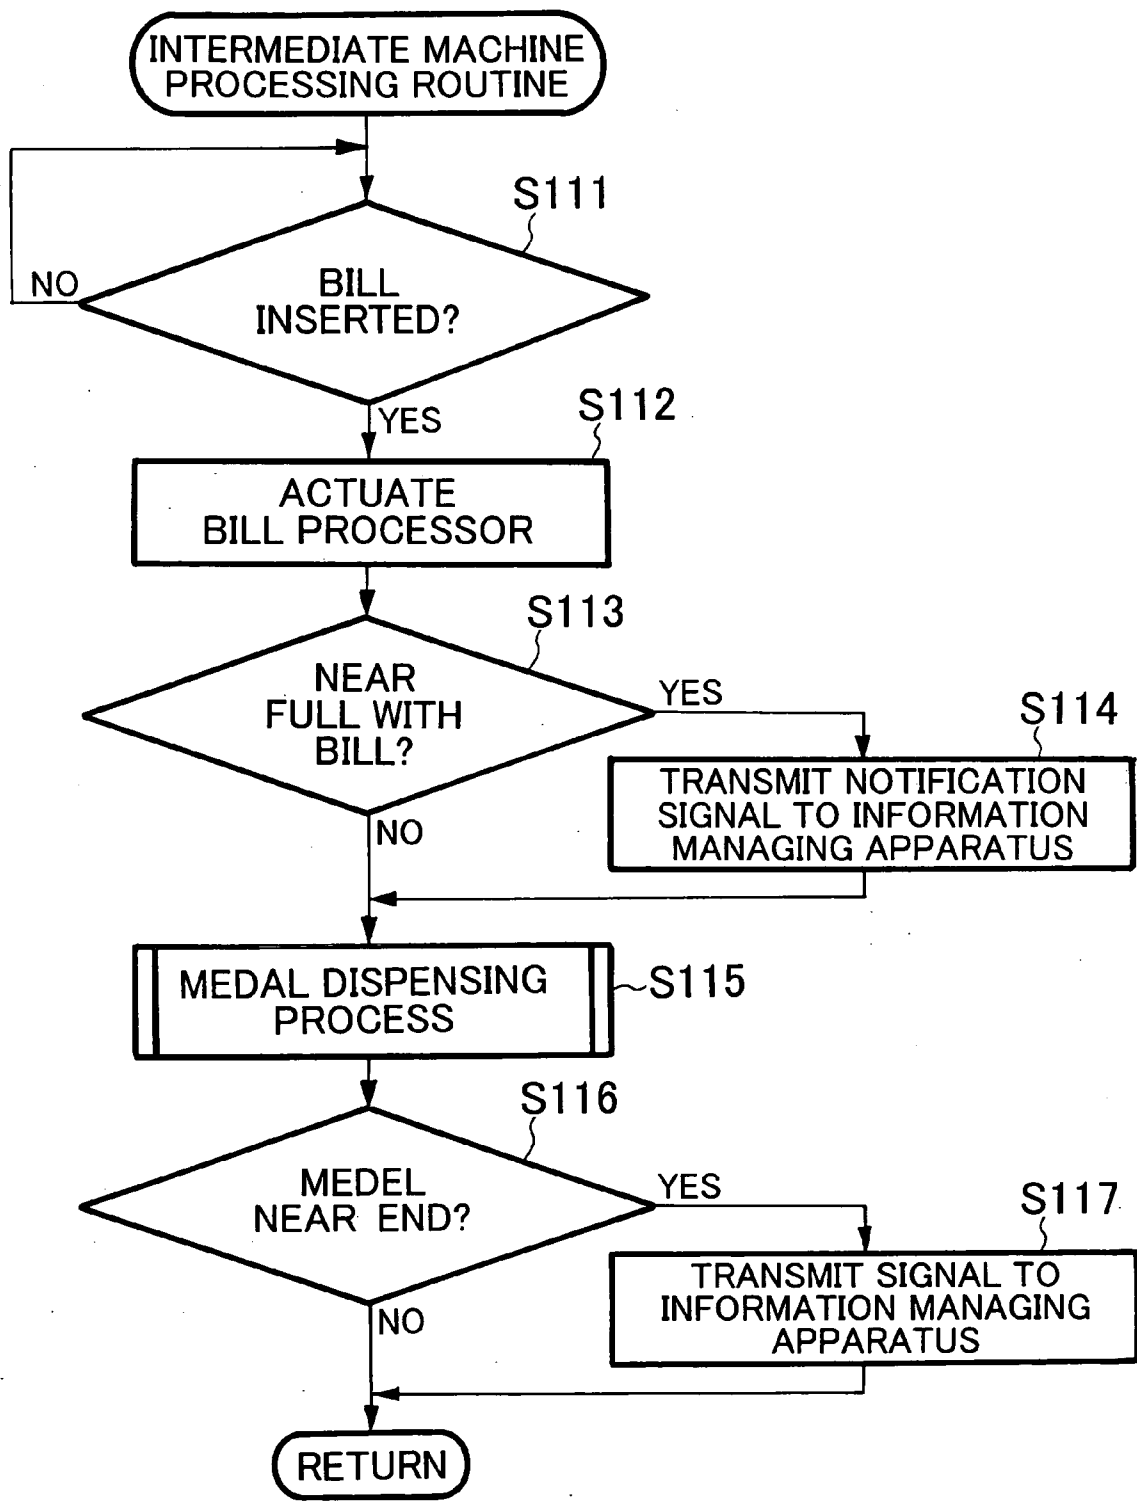 INTERMEDIATE MACHINE
PROCESSING ROUTINE
S111
NO
BILL
INSERTED?
YES
S112
ACTUATE
BILL PROCESSOR
S113
NEAR
FULL WITH
BILL?
YES
S114
TRANSMIT NOTIFICATION
SIGNAL TO INFORMATION
MANAGING APPARATUS
NO
MEDAL DISPENSING
PROCESS
S115
S116
MEDEL
NEAR END?
YES
S117
TRANSMIT SIGNAL TO
INFORMATION MANAGING
APPARATUS
NO
RETURN